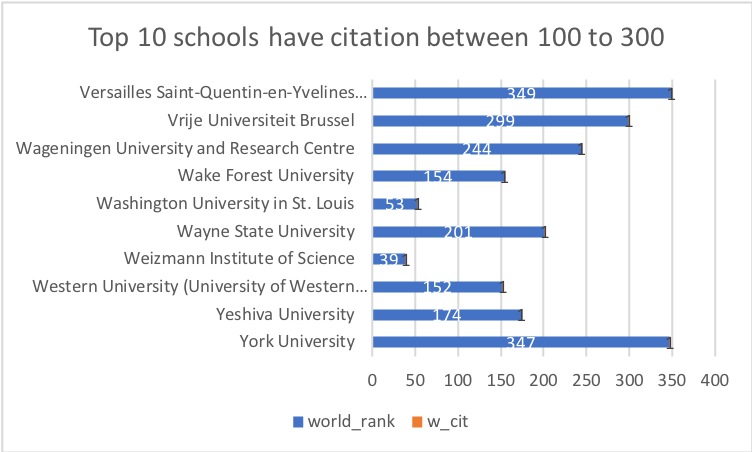 Top 10 schools have citation between 100 to 300
Versailles Saint-Quentin-en-Yvelines... 349 1
Vrije Universiteit Brussel 299 1
Wageningen University and Research Centre 244 1
Wake Forest University 154 1
Washington University in St. Louis 53 1
Wayne State University 201 1
Weizmann Institute of Science 39 1
Western University (University of Western... 152 1
Yeshiva University 174 1
York University 347 1
0 50 100 150 200 250 300 350 400
world_rank w_cit